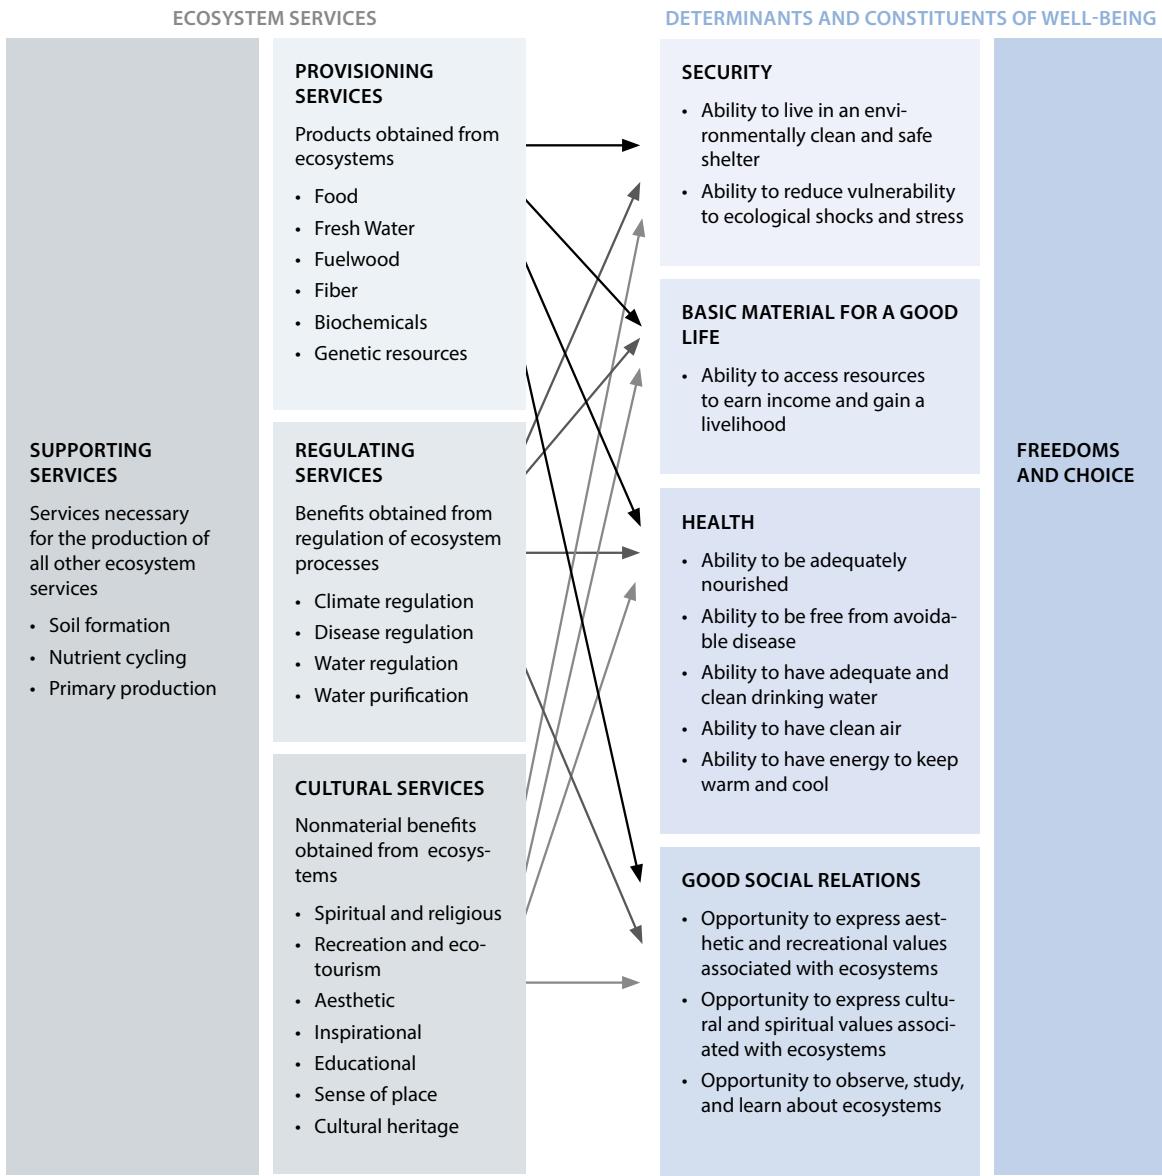 ECOSYSTEM SERVICES
DETERMINANTS AND CONSTITUENTS OF WELL-BEING
SUPPORTING
SERVICES
Services necessary
for the production of
all other ecosystem
services
• Soil formation
• Nutrient cycling
• Primary production
PROVISIONING
SERVICES
Products obtained from
ecosystems
• Food
• Fresh Water
• Fuelwood
• Fiber
• Biochemicals
• Genetic resources
REGULATING
SERVICES
Benefits obtained from
regulation of ecosystem
processes
• Climate regulation
• Disease regulation
• Water regulation
• Water purification
CULTURAL SERVICES
Nonmaterial benefits
obtained from ecosys-
tems
• Spiritual and religious
• Recreation and eco-
tourism
• Aesthetic
• Inspirational
• Educational
• Sense of place
• Cultural heritage
SECURITY
• Ability to live in an envi-
ronmentally clean and safe
shelter
• Ability to reduce vulnerability
to ecological shocks and stress
BASIC MATERIAL FOR A GOOD
LIFE
• Ability to access resources
to earn income and gain a
livelihood
HEALTH
• Ability to be adequately
nourished
• Ability to be free from avoida-
ble disease
• Ability to have adequate and
clean drinking water
• Ability to have clean air
• Ability to have energy to keep
warm and cool
GOOD SOCIAL RELATIONS
• Opportunity to express aest-
hetic and recreational values
associated with ecosystems
• Opportunity to express cultu-
ral and spiritual values associ-
ated with ecosystems
• Opportunity to observe, study,
and learn about ecosystems
FREEDOMS
AND CHOICE